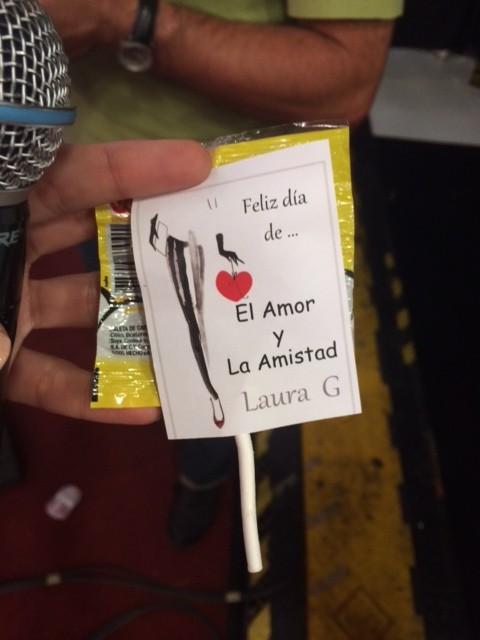 Feliz día
de ...
El Amor
y
La Amistad
Laura G